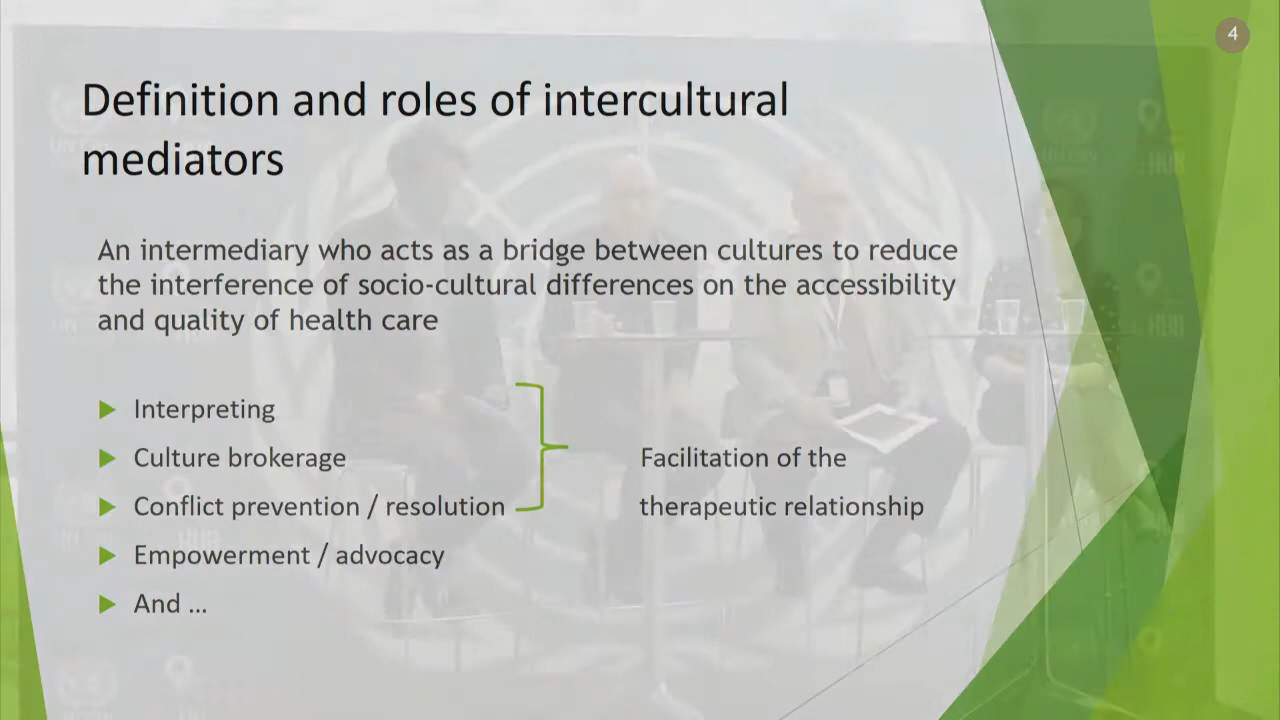 4
Definition and roles of intercultural
mediators
An intermediary who acts as a bridge between cultures to reduce
the interference of socio-cultural differences on the accessibility
and quality of health care
Interpreting
Culture brokerage
Conflict prevention / resolution
Empowerment / advocacy
And ...
Facilitation of the
therapeutic relationship